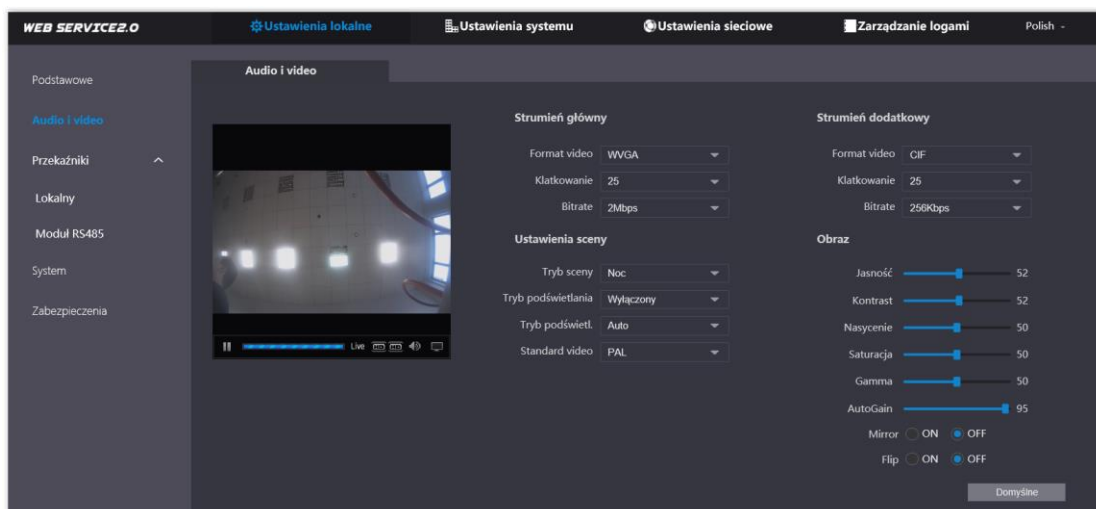 WEB SERVICE2.0
Ustawienia lokalne
Ustawienia systemu
Ustawienia sieciowe
Zarządzanie logami
Polish
Podstawowe
Audio i video
Przekaźniki
Lokalny
Moduł RS485
System
Zabezpieczenia
Audio i video
Live
Strumień główny
Format video WVGA
Klatkowanie 25
Bitrate 2Mbps
Ustawienia sceny
Tryb sceny Noc
Tryb podświetlania Wyłączony
Tryb podświetl. Auto
Standard video PAL
Strumień dodatkowy
Format video CIF
Klatkowanie 25
Bitrate 256Kbps
Obraz
Jasność 52
Kontrast 52
Nasycenie 50
Saturacja 50
Gamma 50
AutoGain 95
Mirror ON OFF
Flip ON OFF
Domyślne